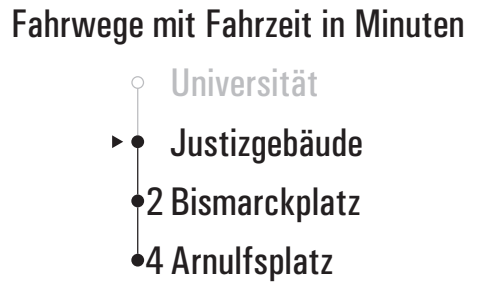 Fahrwege mit Fahrzeit in Minuten
Universität
Justizgebäude
2 Bismarckplatz
4 Arnulfsplatz